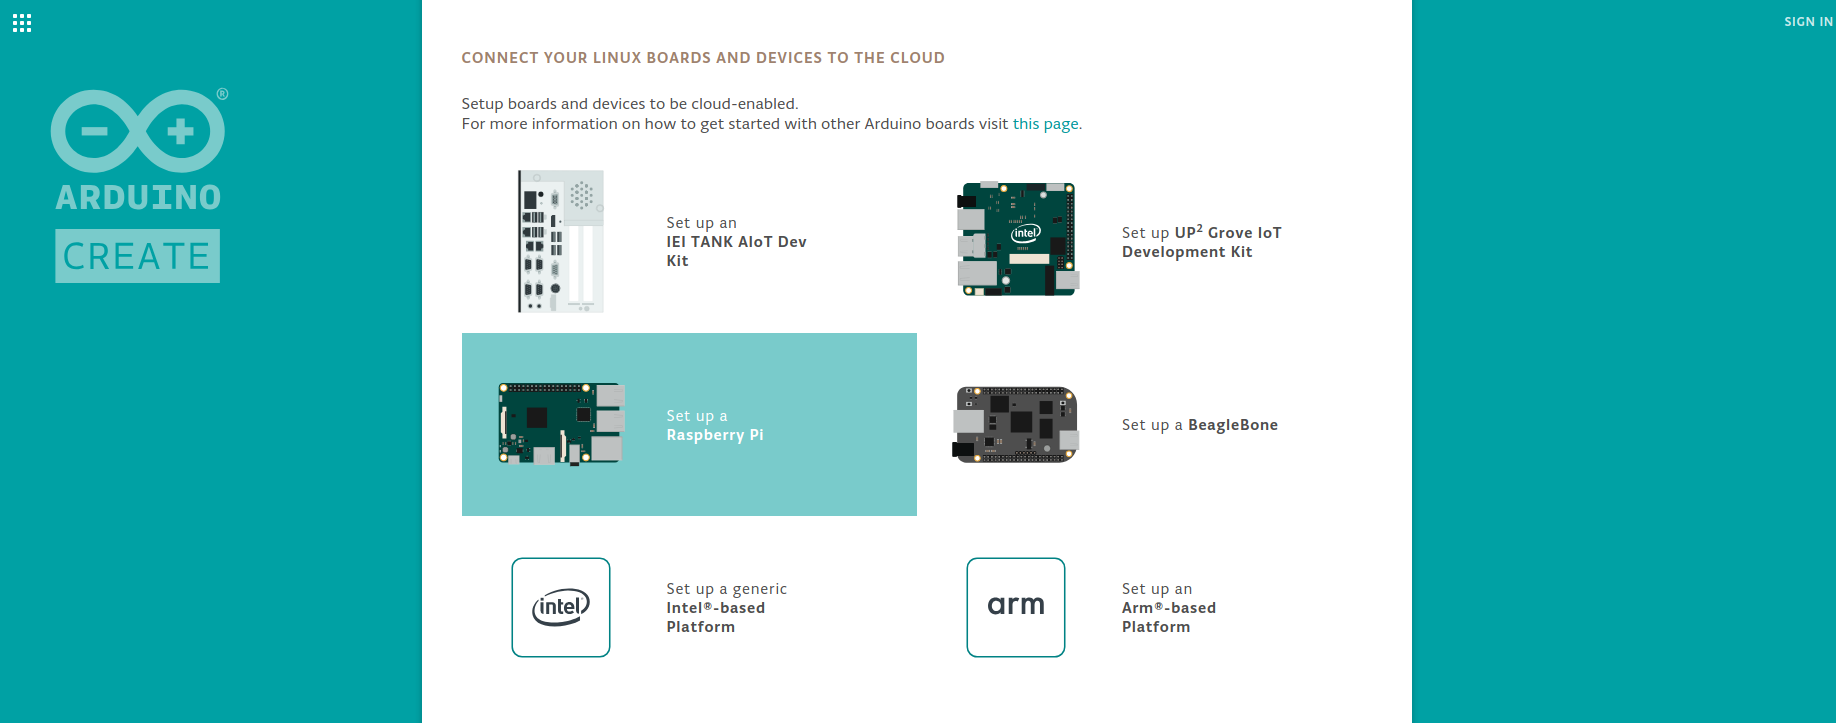 SIGN IN
®
ARDUINO
CREATE
CONNECT YOUR LINUX BOARDS AND DEVICES TO THE CLOUD
Setup boards and devices to be cloud-enabled.
For more information on how to get started with other Arduino boards visit this page.
Set up an
IEI TANK AIoT Dev
Kit
intel
Set up UP² Grove IoT
Development Kit
Set up a
Raspberry Pi
Set up a BeagleBone
intel
Set up a generic
Intel®-based
Platform
arm
Set up an
Arm®-based
Platform